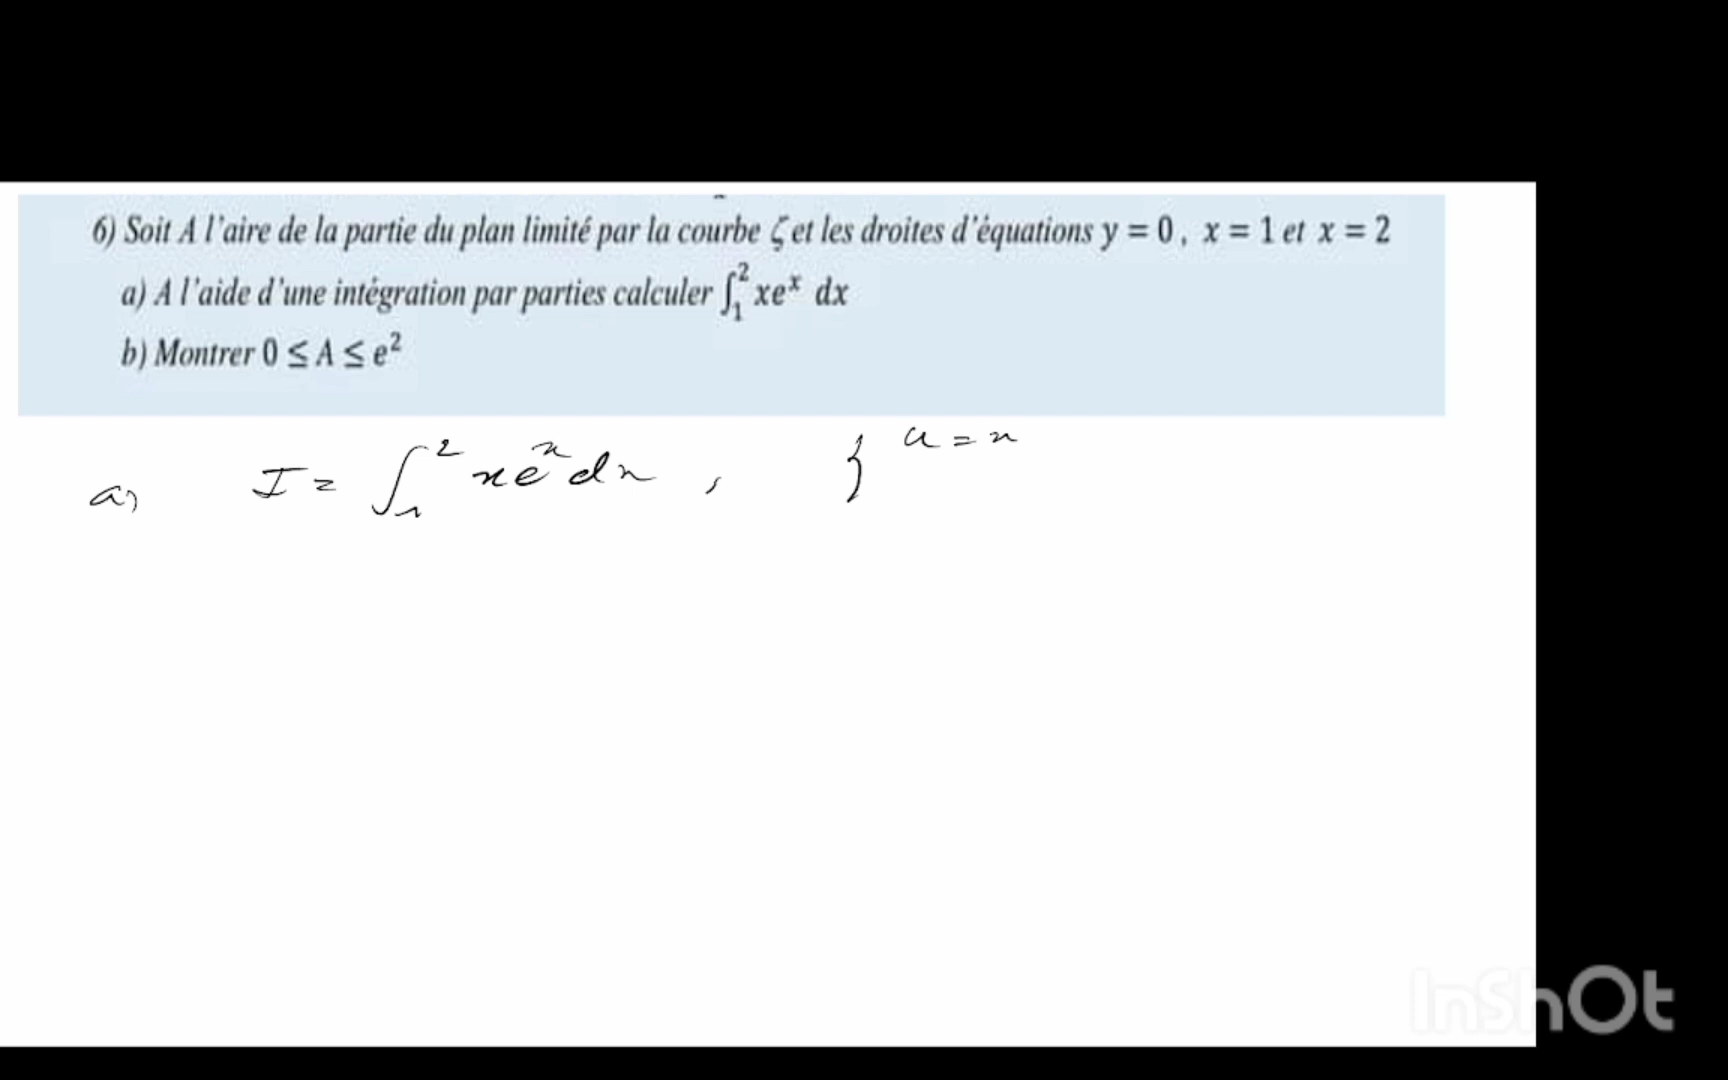 6) Soit A l'aire de la partie du plan limité par la courbe ζ et les droites d'équations y = 0 , x = 1 et x = 2
a) A l'aide d'une intégration par parties calculer ∫₁² xeˣ dx
b) Montrer 0 ≤ A ≤ e²
a) I = ∫₁² xeˣ dx , { u = x
InShOt